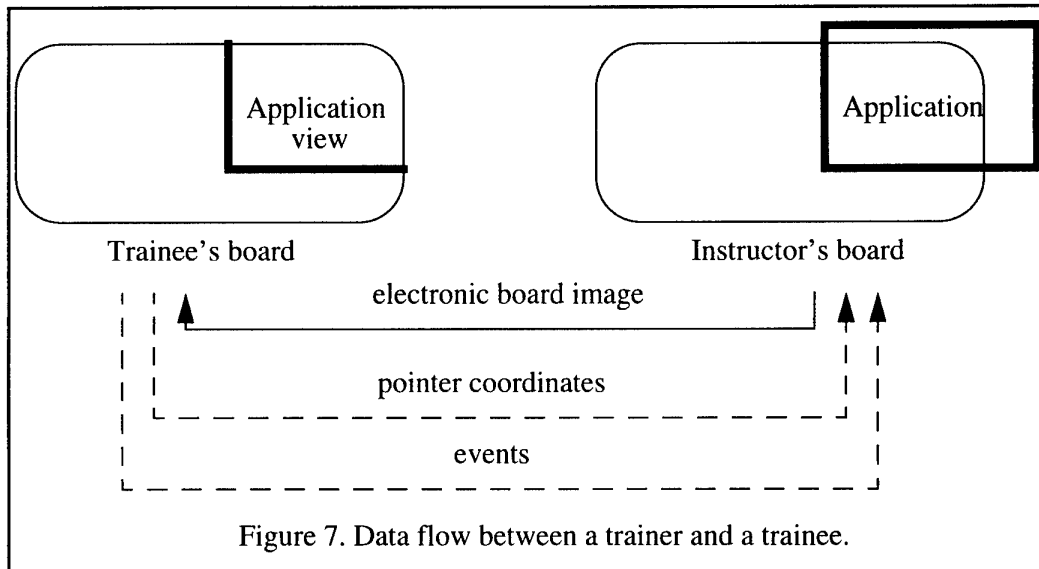 Application
view
Application
Trainee's board
Instructor's board
electronic board image
pointer coordinates
events
Figure 7. Data flow between a trainer and a trainee.